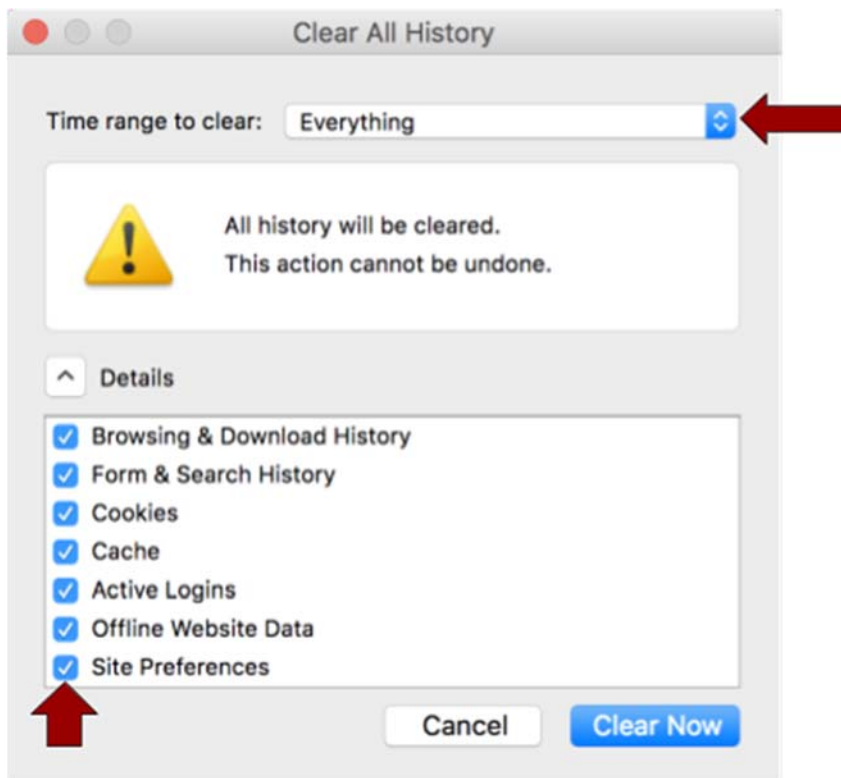 Clear All History
Time range to clear: Everything
All history will be cleared.
This action cannot be undone.
Details
Browsing & Download History
Form & Search History
Cookies
Cache
Active Logins
Offline Website Data
Site Preferences
Cancel Clear Now